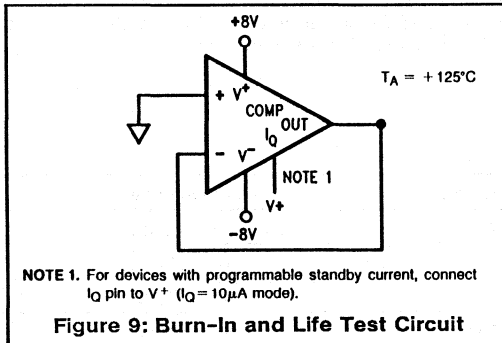 +8V
T_A = +125°C
+ V+
COMP
OUT
I_Q
- V-
NOTE 1
V+
-8V
NOTE 1. For devices with programmable standby current, connect
I_Q pin to V+ (I_Q=10μA mode).
Figure 9: Burn-In and Life Test Circuit